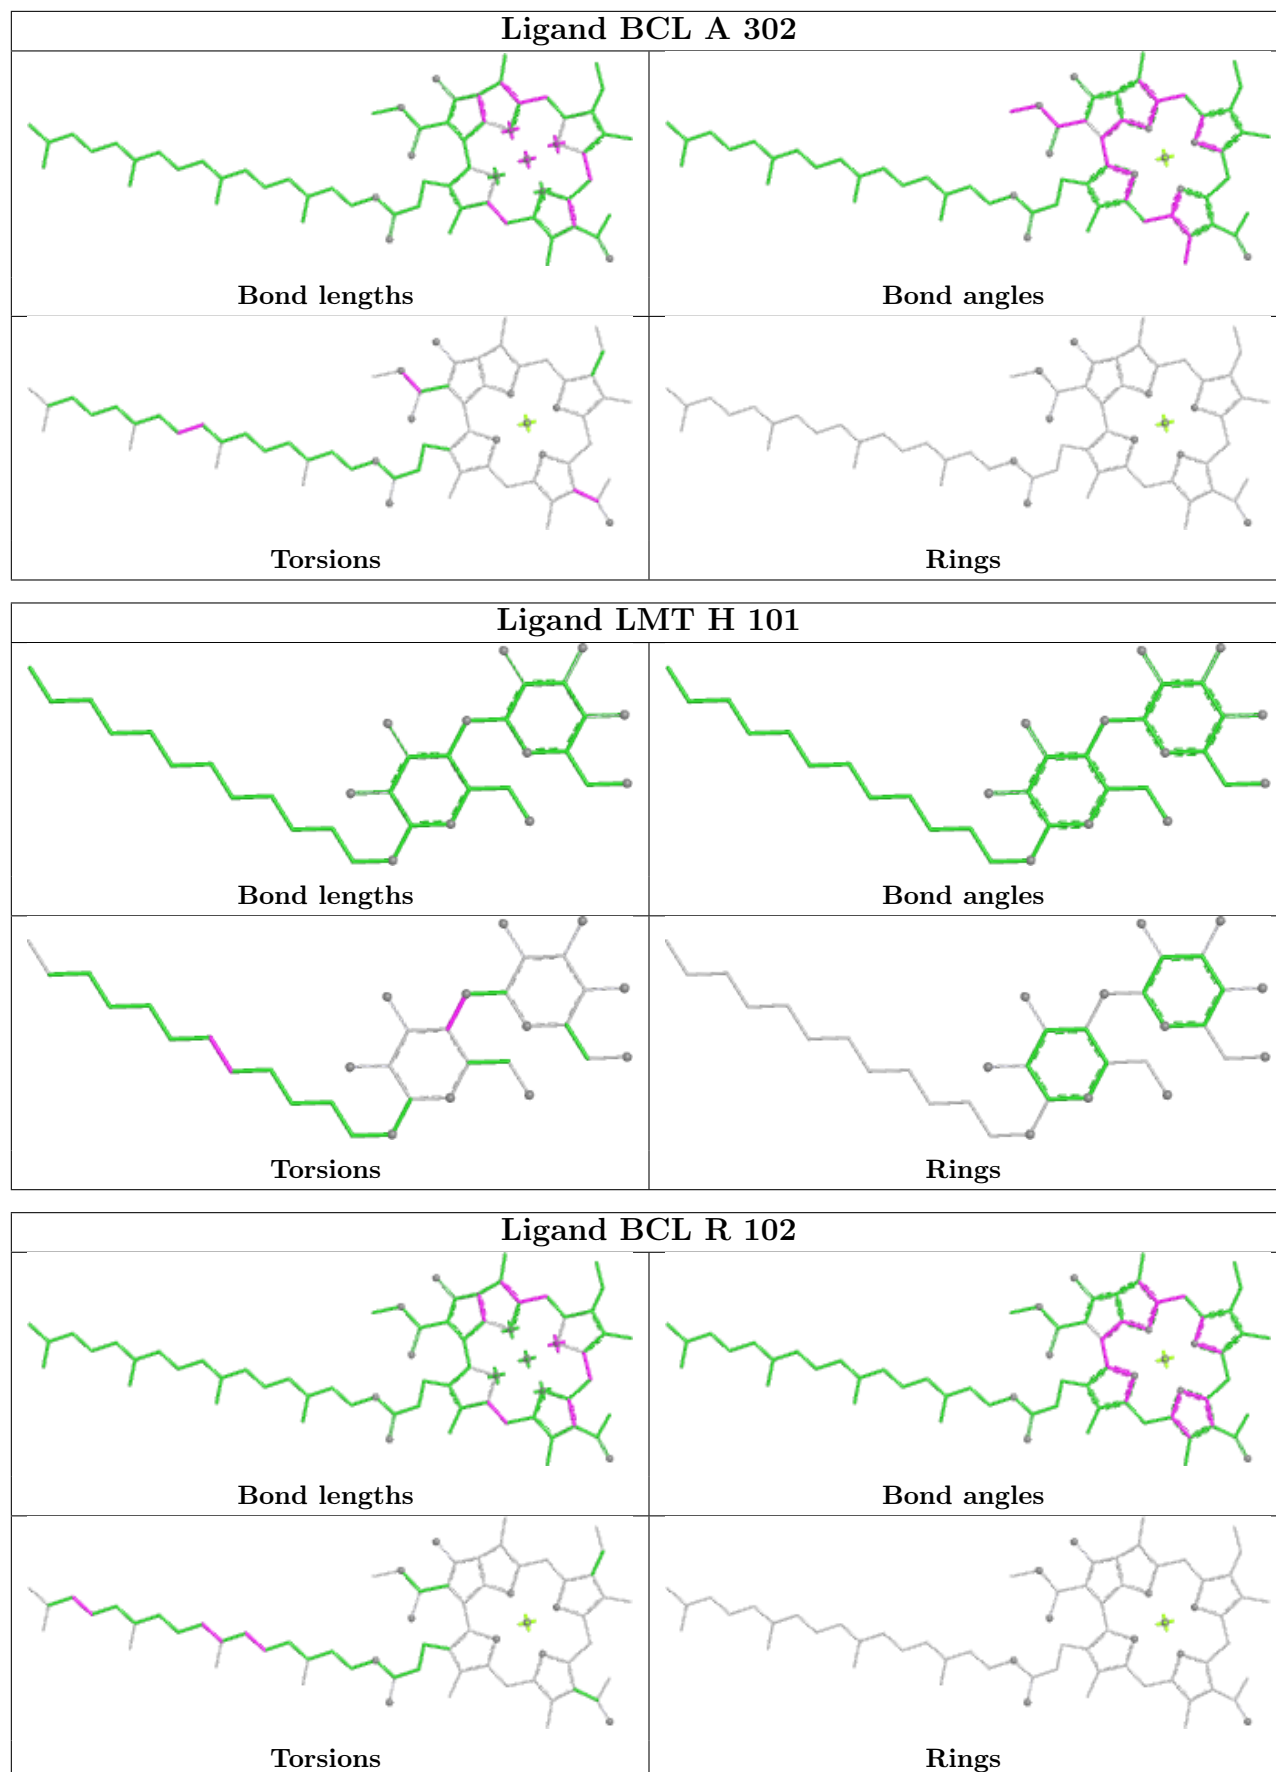 Ligand BCL A 302
Bond lengths
Bond angles
Torsions
Rings
Ligand LMT H 101
Bond lengths
Bond angles
Torsions
Rings
Ligand BCL R 102
Bond lengths
Bond angles
Torsions
Rings